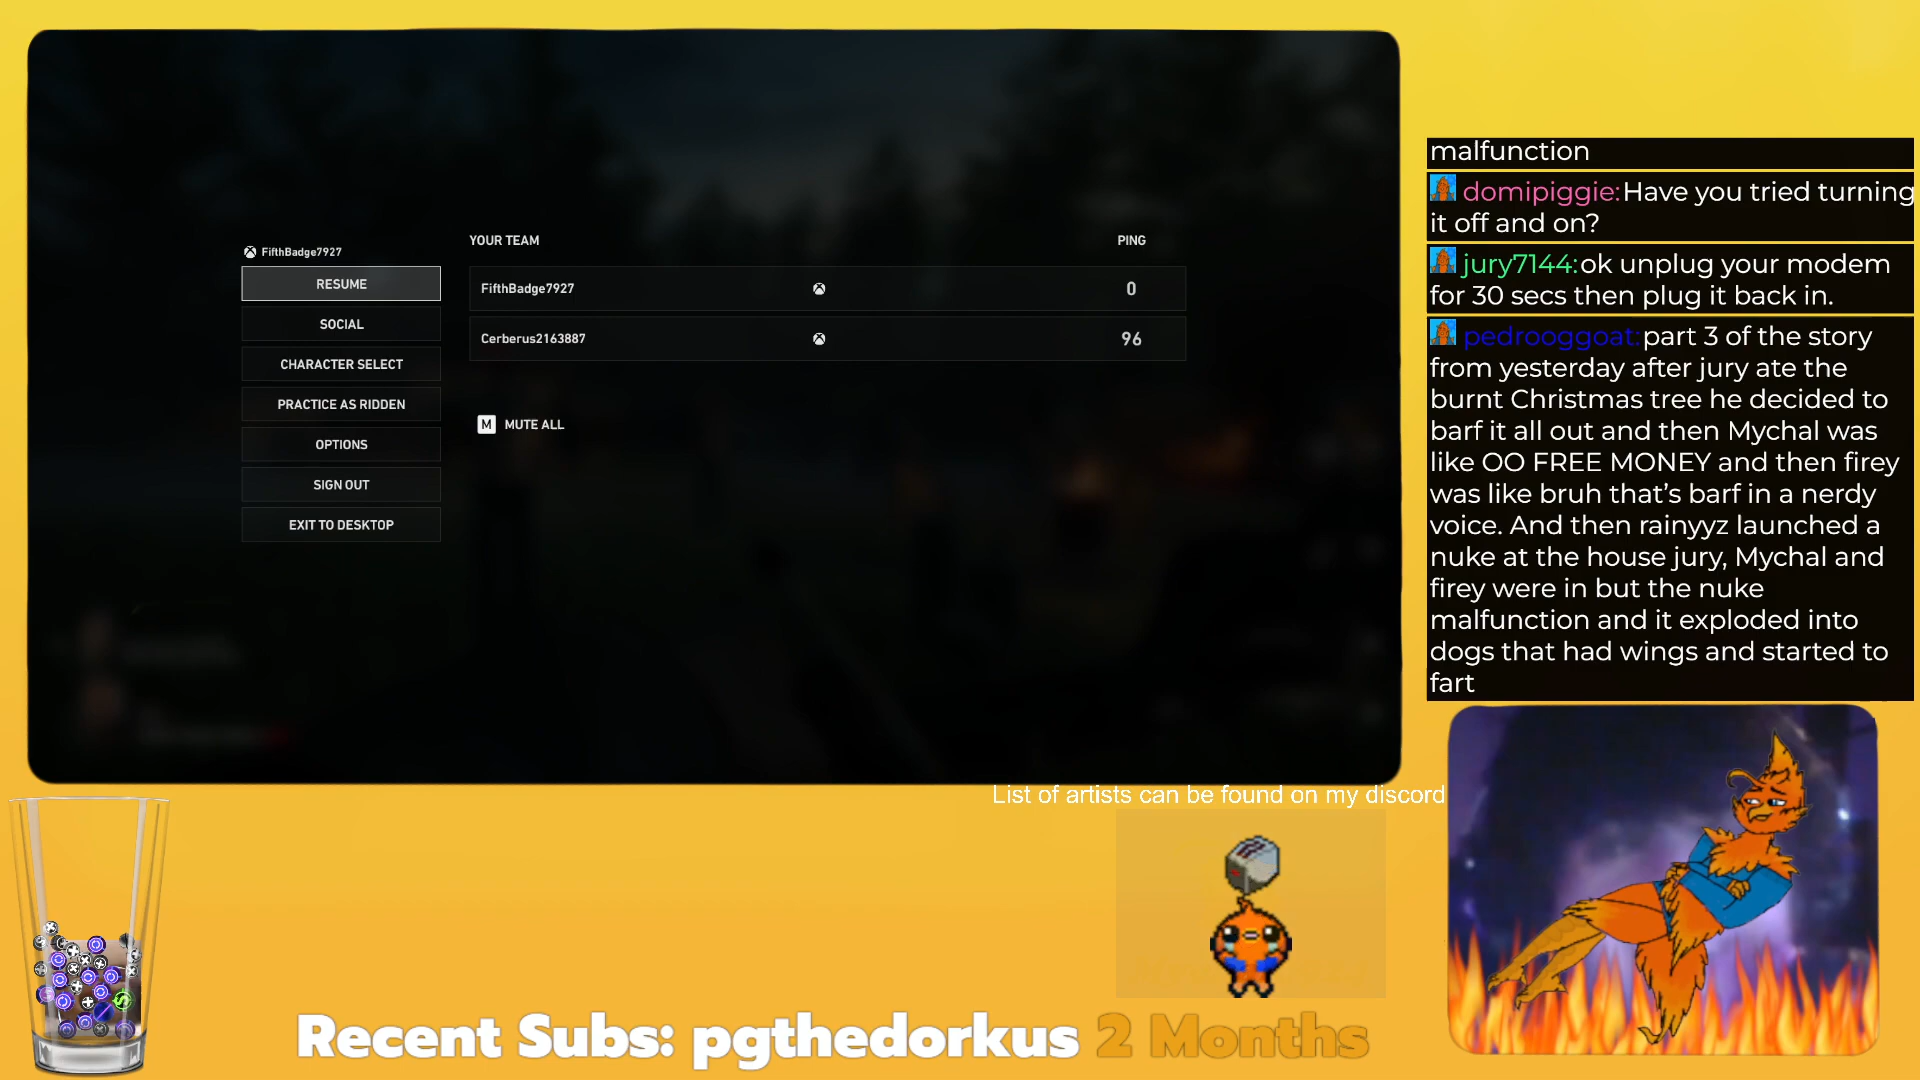 FifthBadge7927
RESUME
SOCIAL
CHARACTER SELECT
PRACTICE AS RIDDEN
OPTIONS
SIGN OUT
EXIT TO DESKTOP
YOUR TEAM PING
FifthBadge7927 0
Cerberus2163887 96
M MUTE ALL
malfunction
domipiggie:Have you tried turning
it off and on?
jury7144:ok unplug your modem
for 30 secs then plug it back in.
pedrooggoat:part 3 of the story
from yesterday after jury ate the
burnt Christmas tree he decided to
barf it all out and then Mychal was
like OO FREE MONEY and then firey
was like bruh that’s barf in a nerdy
voice. And then rainyyz launched a
nuke at the house jury, Mychal and
firey were in but the nuke
malfunction and it exploded into
dogs that had wings and started to
fart
List of artists can be found on my discord
Recent Subs: pgthedorkus 2 Months